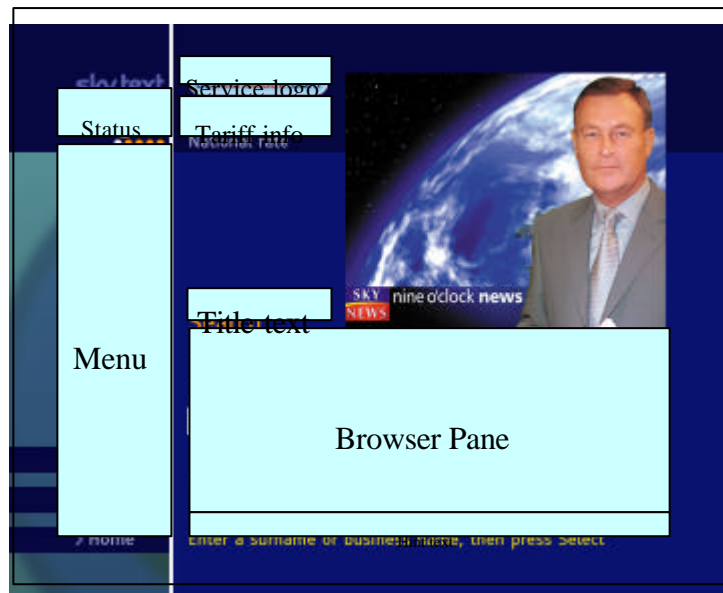 sky text
Service logo
Status
Tariff info
National rate
SKY
NEWS
nine o'clock news
Title text
Menu
Browser Pane
Home
Enter a surname or business name, then press Select